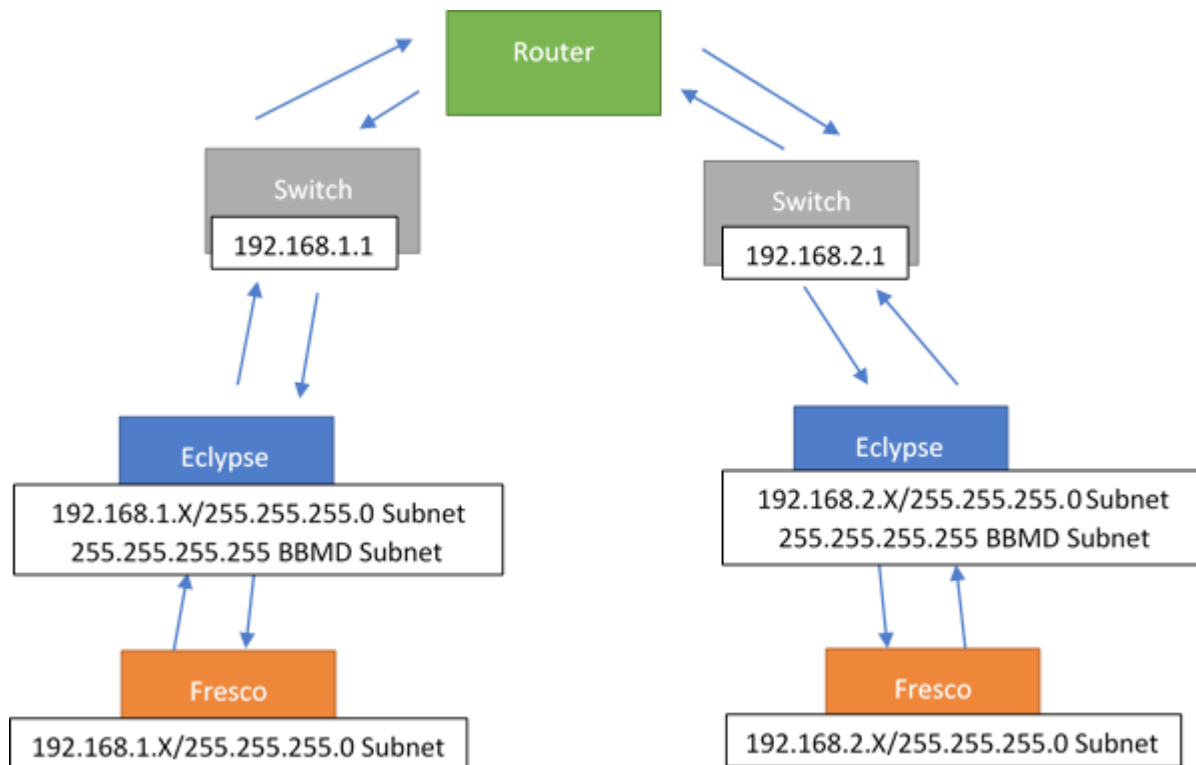 Router
Switch
192.168.1.1
Switch
192.168.2.1
Eclypse
192.168.1.X/255.255.255.0 Subnet
255.255.255.255 BBMD Subnet
Eclypse
192.168.2.X/255.255.255.0 Subnet
255.255.255.255 BBMD Subnet
Fresco
192.168.1.X/255.255.255.0 Subnet
Fresco
192.168.2.X/255.255.255.0 Subnet